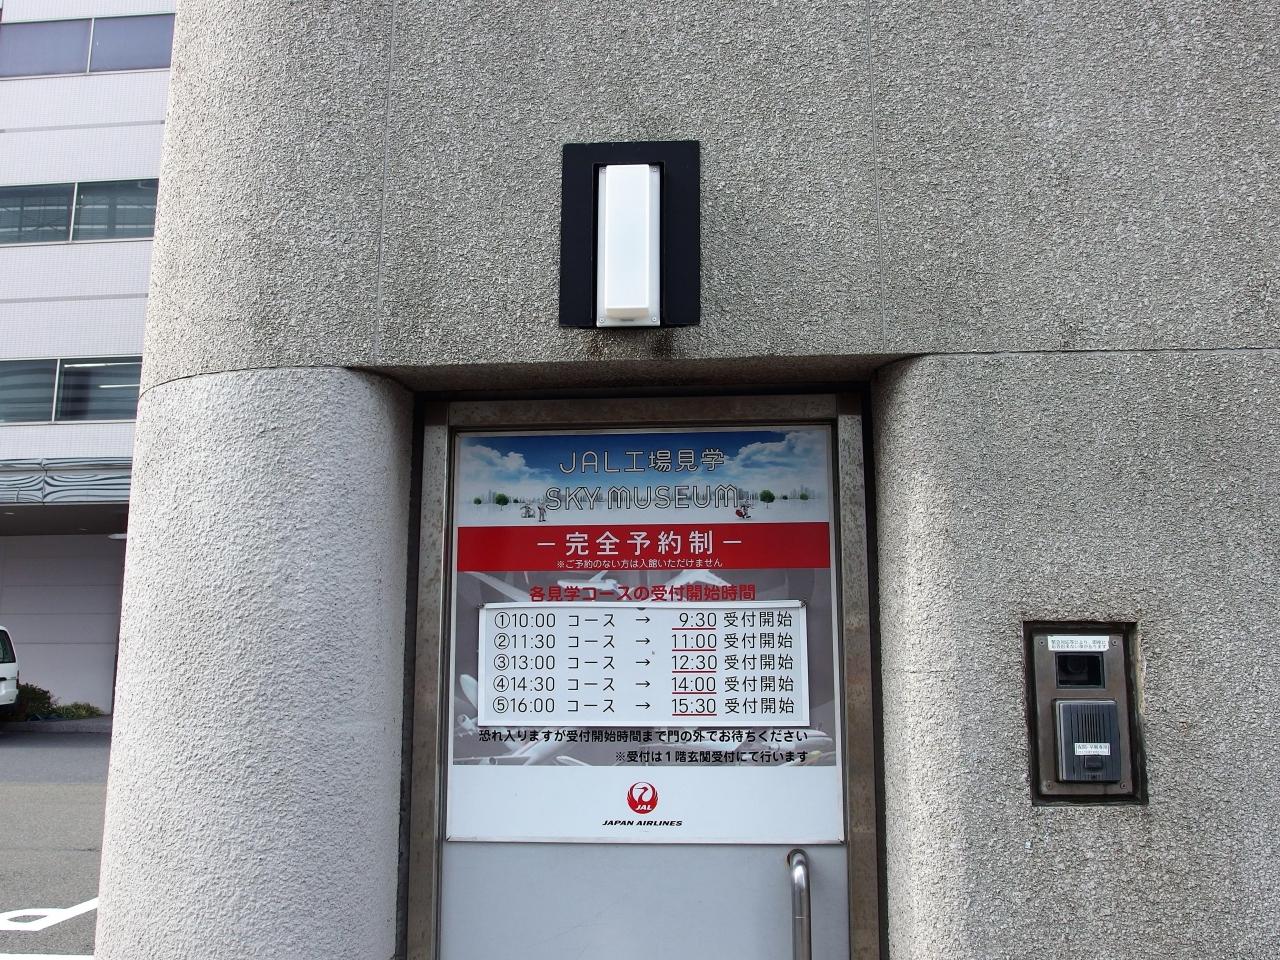 JAL工場見学
SKY MUSEUM
－完全予約制－
※ご予約のない方は入館いただけません
各見学コースの受付開始時間
①10:00 コース → 9:30 受付開始
②11:30 コース → 11:00 受付開始
③13:00 コース → 12:30 受付開始
④14:30 コース → 14:00 受付開始
⑤16:00 コース → 15:30 受付開始
恐れ入りますが受付開始時間まで門の外でお待ちください
※受付は１階玄関受付にて行います
JAL
JAPAN AIRLINES